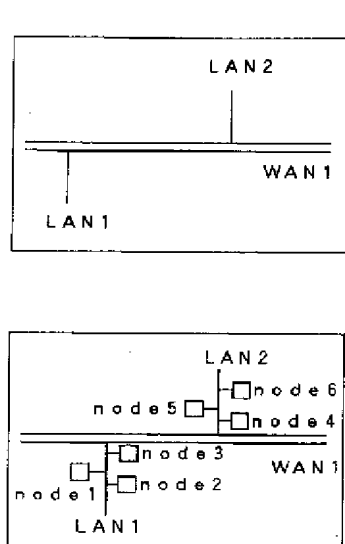 LAN2
WAN1
LAN1
LAN2
node6
node5
node4
node3
WAN1
node1
node2
LAN1